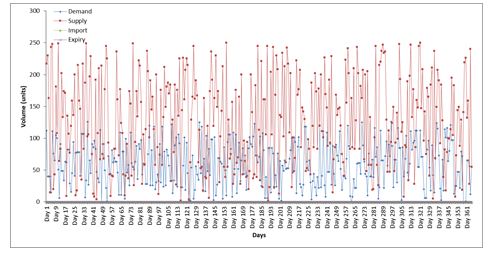 Demand
Supply
Import
Expiry
Volume (units)
300
250
200
150
100
50
0
Day 1
Day 9
Day 17
Day 25
Day 33
Day 41
Day 49
Day 57
Day 65
Day 73
Day 81
Day 89
Day 97
Day 105
Day 113
Day 121
Day 129
Day 137
Day 145
Day 153
Day 161
Day 169
Day 177
Day 185
Day 193
Day 201
Day 209
Day 217
Day 225
Day 233
Day 241
Day 249
Day 257
Day 265
Day 273
Day 281
Day 289
Day 297
Day 305
Day 313
Day 321
Day 329
Day 337
Day 345
Day 353
Day 361
Days